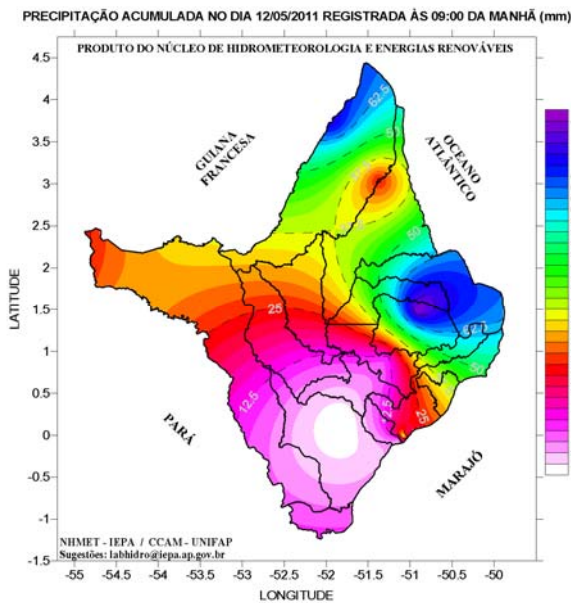 PRECIPITAÇÃO ACUMULADA NO DIA 12/05/2011 REGISTRADA ÀS 09:00 DA MANHÃ (mm)
PRODUTO DO NÚCLEO DE HIDROMETEOROLOGIA E ENERGIAS RENOVÁVEIS
4.5
4
3.5
3
2.5
2
1.5
1
0.5
0
-0.5
-1
-1.5
LATITUDE
GUIANA
FRANCESA
OCEANO
ATLÂNTICO
PARÁ
MARAJÓ
62.5
50
50
25
12.5
50
25
NHMET - IEPA / CCAM - UNIFAP
Sugestões: labhidro@iepa.ap.gov.br
-55
-54.5
-54
-53.5
-53
-52.5
-52
-51.5
-51
-50.5
-50
LONGITUDE